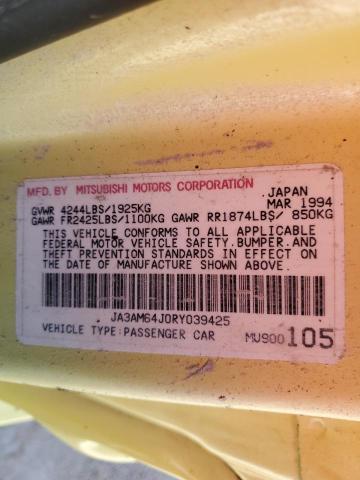 MFD. BY MITSUBISHI MOTORS CORPORATION
JAPAN
GVWR 4244LBS/1925KG MAR 1994
GAWR FR2425LBS/1100KG GAWR RR1874LBS/ 850KG
THIS VEHICLE CONFORMS TO ALL APPLICABLE
FEDERAL MOTOR VEHICLE SAFETY.BUMPER.AND
THEFT PREVENTION STANDARDS IN EFFECT ON
THE DATE OF MANUFACTURE SHOWN ABOVE.
JA3AM64J0RY039425
VEHICLE TYPE:PASSENGER CAR MU900105